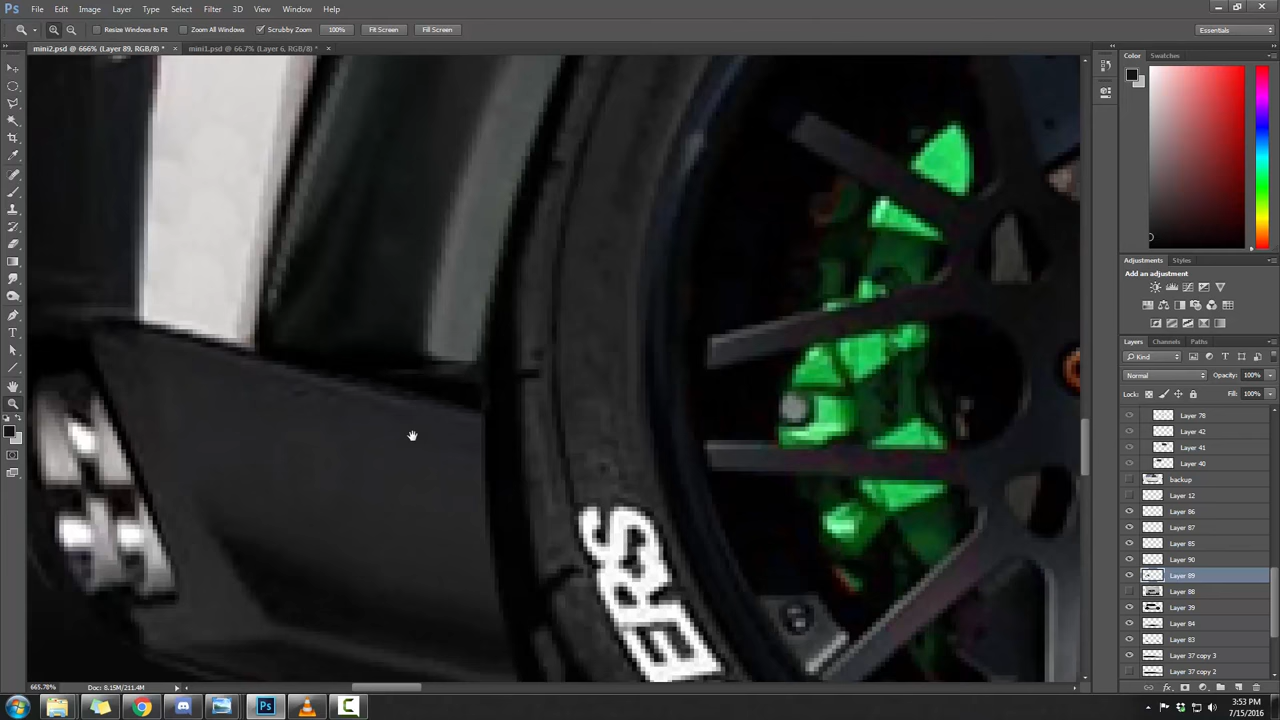 Ps File Edit Image Layer Type Select Filter 3D View Window Help
Resize Windows to Fit Zoom All Windows Scrubby Zoom 100% Fit Screen Fill Screen Essentials
mini2.psd @ 666% (Layer 89, RGB/8) * × mini1.psd @ 66.7% (Layer 6, RGB/8) * ×
Color Swatches
Adjustments Styles
Add an adjustment
Layers Channels Paths
Kind
Normal Opacity: 100%
Lock: Fill: 100%
Layer 78
Layer 42
Layer 41
Layer 40
backup
Layer 12
Layer 86
Layer 87
Layer 85
Layer 90
Layer 89
Layer 88
Layer 39
Layer 84
Layer 83
Layer 37 copy 3
Layer 37 copy 2
665.78% Doc: 8.19M/211.4M
Ps C 3:53 PM
7/15/2016